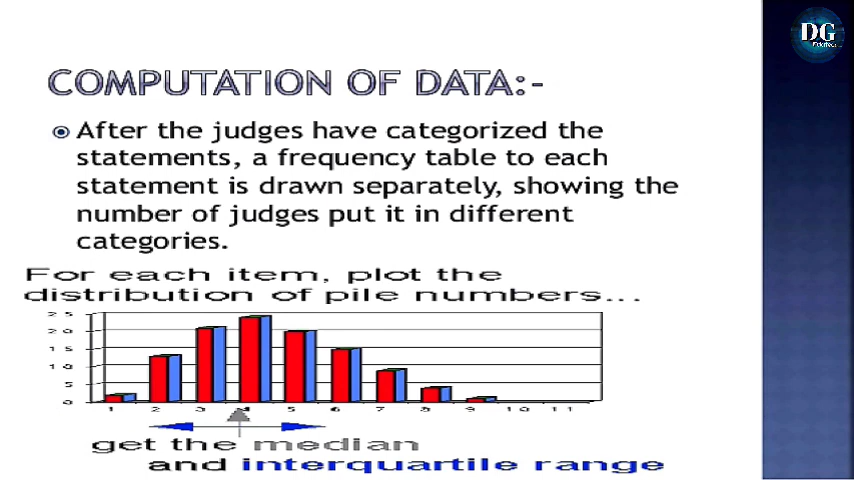 DG
COMPUTATION OF DATA:-
After the judges have categorized the
statements, a frequency table to each
statement is drawn separately, showing the
number of judges put it in different
categories.
For each item, plot the
distribution of pile numbers...
25
20
15
10
5
0
1 2 3 4 5 6 7 8 9 10 11
get the median
and interquartile range